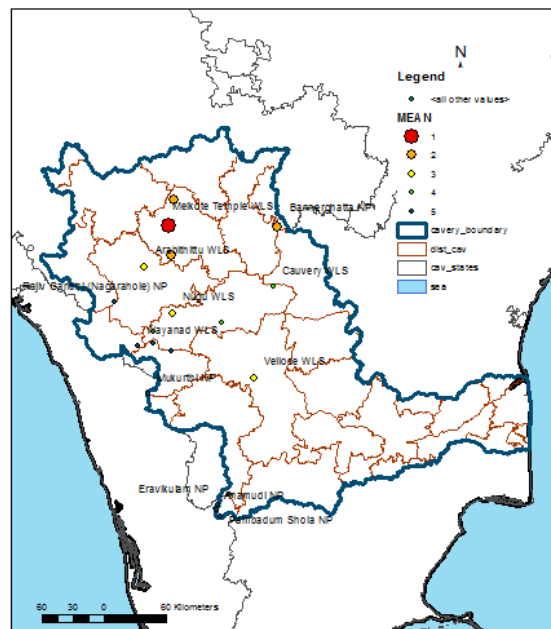 N
Legend
<all other values>
MEAN
1
2
3
4
5
cavery_boundary
dist_cav
cav_states
sea
Melkote Temple WLS
Bannerghatta NP
Arabithittu WLS
Cauvery WLS
Rajiv Gandhi (Nagarahole) NP
Nugu WLS
Wayanad WLS
Vellode WLS
Mukurthi NP
Eravikulam NP
Anamudi NP
Pambadum Shola NP
60 30 0 60 Kilometers